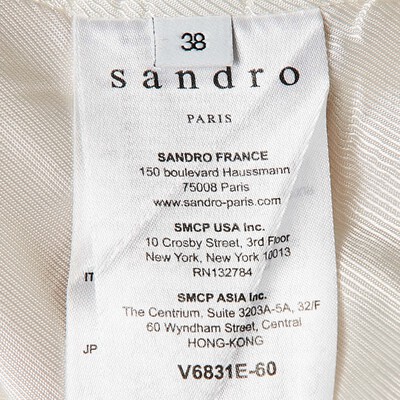 38
sandro
PARIS
SANDRO FRANCE
150 boulevard Haussmann
75008 Paris
www.sandro-paris.com
SMCP USA Inc.
10 Crosby Street, 3rd Floor
New York, New York 10013
RN132784
IT
SMCP ASIA Inc.
The Centrium, Suite 3203A-5A, 32/F
60 Wyndham Street, Central
JP
HONG-KONG
V6831E-60